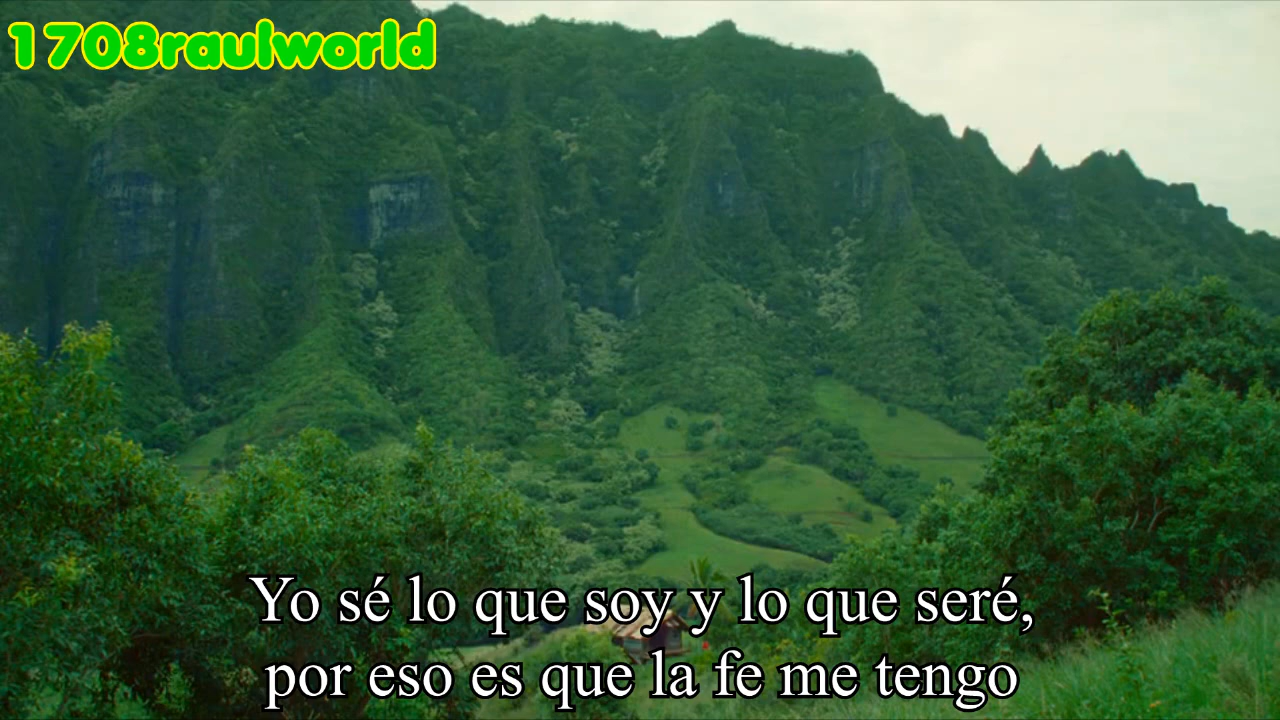 1708raulworld
Yo sé lo que soy y lo que seré,
por eso es que la fe me tengo